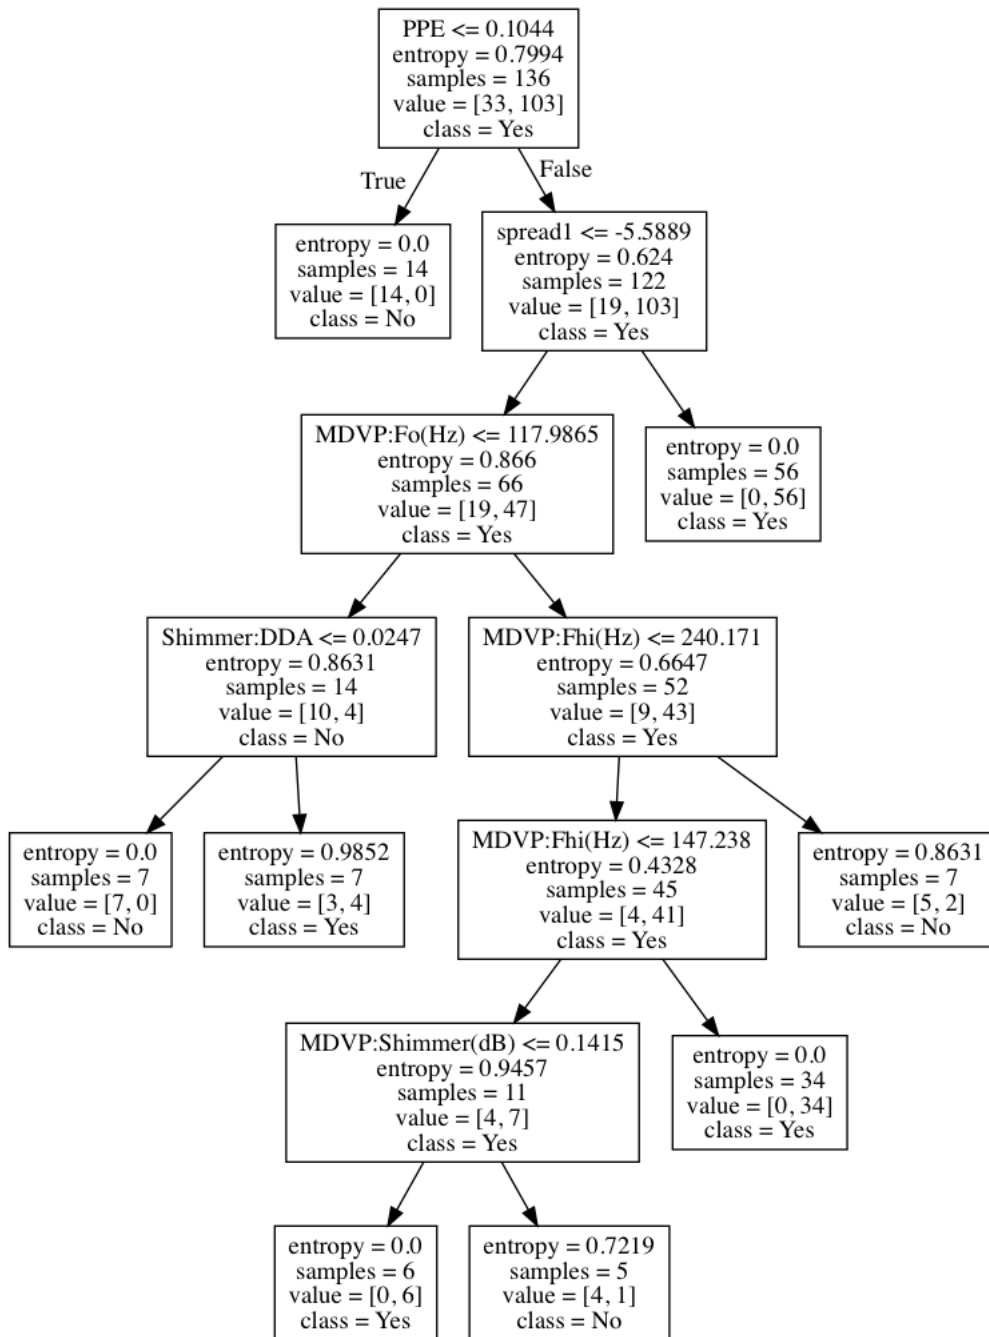 PPE <= 0.1044
entropy = 0.7994
samples = 136
value = [33, 103]
class = Yes
True
False
entropy = 0.0
samples = 14
value = [14, 0]
class = No
spread1 <= -5.5889
entropy = 0.624
samples = 122
value = [19, 103]
class = Yes
MDVP:Fo(Hz) <= 117.9865
entropy = 0.866
samples = 66
value = [19, 47]
class = Yes
entropy = 0.0
samples = 56
value = [0, 56]
class = Yes
Shimmer:DDA <= 0.0247
entropy = 0.8631
samples = 14
value = [10, 4]
class = No
MDVP:Fhi(Hz) <= 240.171
entropy = 0.6647
samples = 52
value = [9, 43]
class = Yes
entropy = 0.0
samples = 7
value = [7, 0]
class = No
entropy = 0.9852
samples = 7
value = [3, 4]
class = Yes
MDVP:Fhi(Hz) <= 147.238
entropy = 0.4328
samples = 45
value = [4, 41]
class = Yes
entropy = 0.8631
samples = 7
value = [5, 2]
class = No
MDVP:Shimmer(dB) <= 0.1415
entropy = 0.9457
samples = 11
value = [4, 7]
class = Yes
entropy = 0.0
samples = 34
value = [0, 34]
class = Yes
entropy = 0.0
samples = 6
value = [0, 6]
class = Yes
entropy = 0.7219
samples = 5
value = [4, 1]
class = No